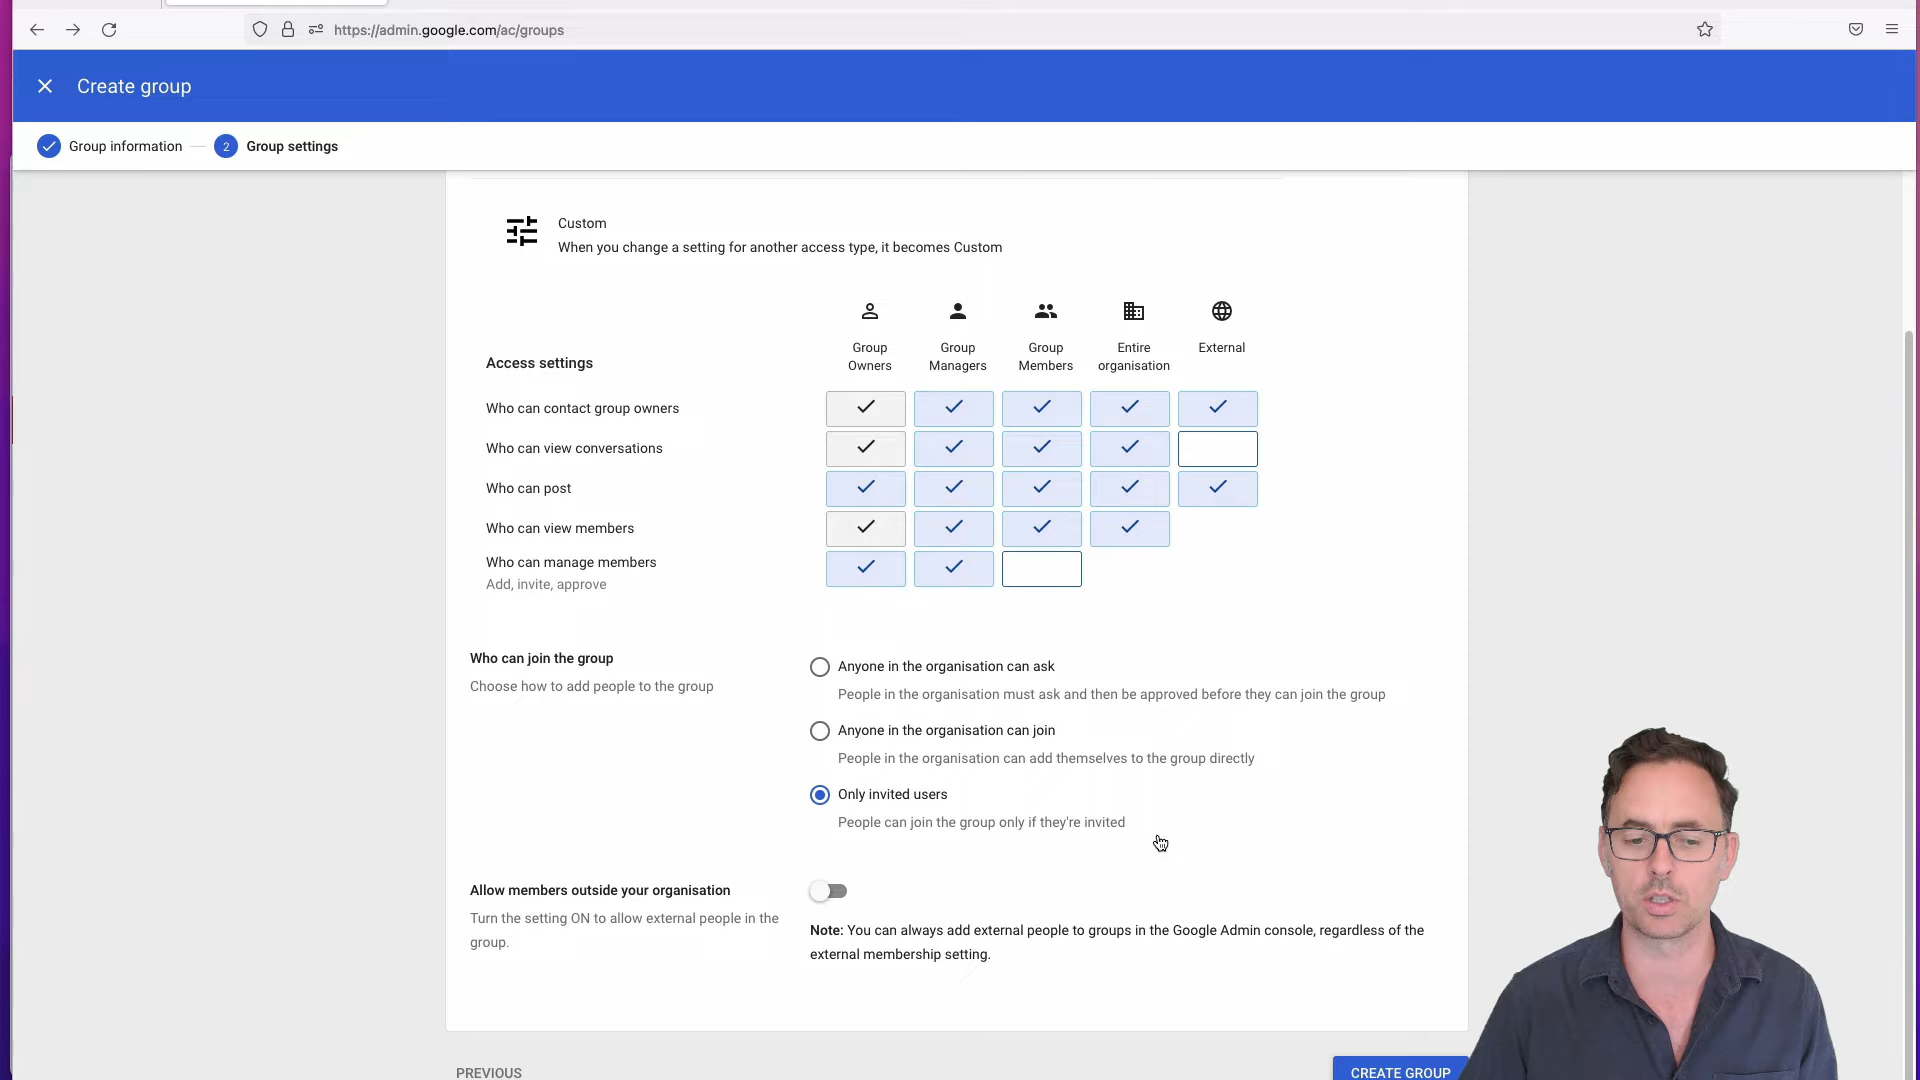 https://admin.google.com/ac/groups
Create group
Group information
2
Group settings
Custom
When you change a setting for another access type, it becomes Custom
Access settings
Group Owners
Group Managers
Group Members
Entire organisation
External
Who can contact group owners
Who can view conversations
Who can post
Who can view members
Who can manage members
Add, invite, approve
Who can join the group
Choose how to add people to the group
Anyone in the organisation can ask
People in the organisation must ask and then be approved before they can join the group
Anyone in the organisation can join
People in the organisation can add themselves to the group directly
Only invited users
People can join the group only if they're invited
Allow members outside your organisation
Turn the setting ON to allow external people in the
group.
Note: You can always add external people to groups in the Google Admin console, regardless of the
external membership setting.
PREVIOUS
CREATE GROUP